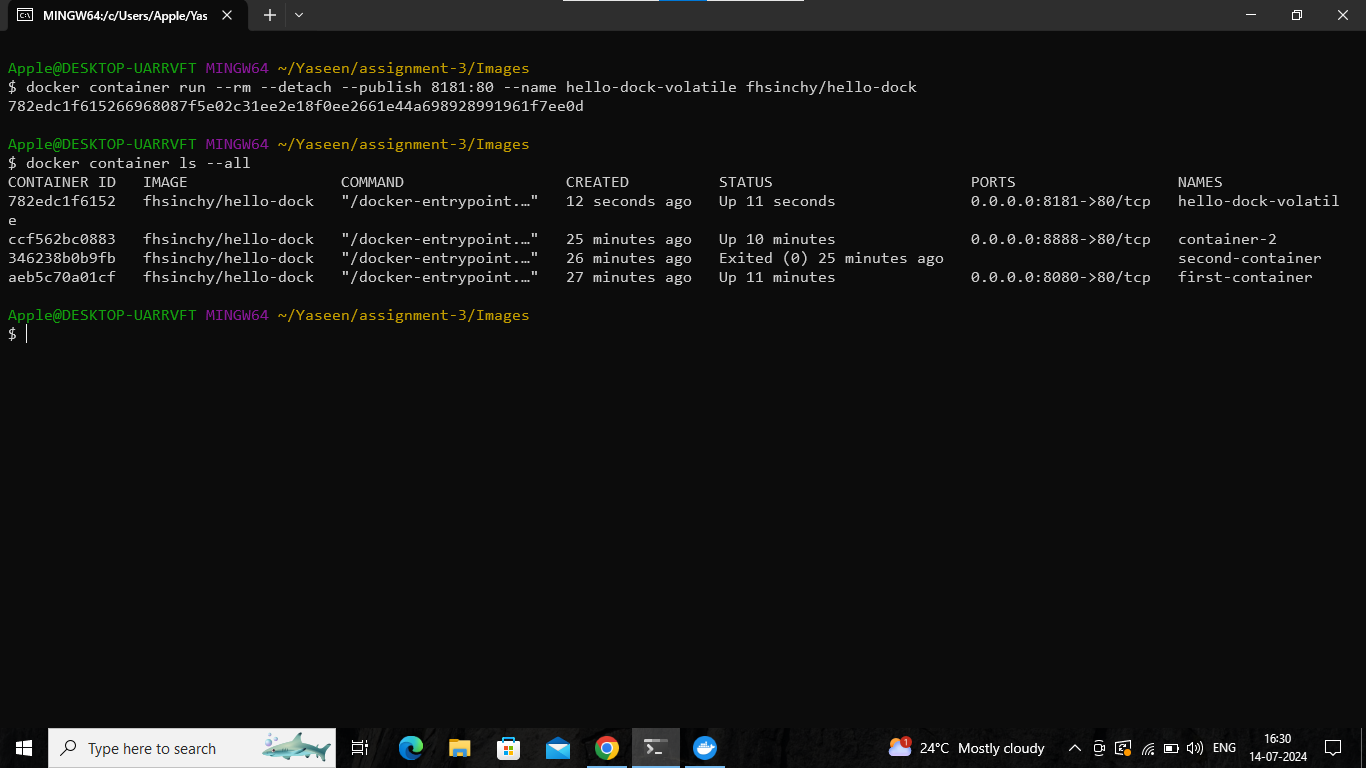 MINGW64:/c/Users/Apple/Yas
Apple@DESKTOP-UARRVFT MINGW64 ~/Yaseen/assignment-3/Images
$ docker container run --rm --detach --publish 8181:80 --name hello-dock-volatile fhsinchy/hello-dock
782edc1f615266968087f5e02c31ee2e18f0ee2661e44a698928991961f7ee0d
Apple@DESKTOP-UARRVFT MINGW64 ~/Yaseen/assignment-3/Images
$ docker container ls --all
CONTAINER ID   IMAGE                 COMMAND                  CREATED          STATUS                      PORTS                  NAMES
782edc1f6152   fhsinchy/hello-dock   "/docker-entrypoint.…"   12 seconds ago   Up 11 seconds               0.0.0.0:8181->80/tcp   hello-dock-volatil
e
ccf562bc0883   fhsinchy/hello-dock   "/docker-entrypoint.…"   25 minutes ago   Up 10 minutes               0.0.0.0:8888->80/tcp   container-2
346238b0b9fb   fhsinchy/hello-dock   "/docker-entrypoint.…"   26 minutes ago   Exited (0) 25 minutes ago                          second-container
aeb5c70a01cf   fhsinchy/hello-dock   "/docker-entrypoint.…"   27 minutes ago   Up 11 minutes               0.0.0.0:8080->80/tcp   first-container
Apple@DESKTOP-UARRVFT MINGW64 ~/Yaseen/assignment-3/Images
$
Type here to search
1
24°C Mostly cloudy
ENG
16:30
14-07-2024